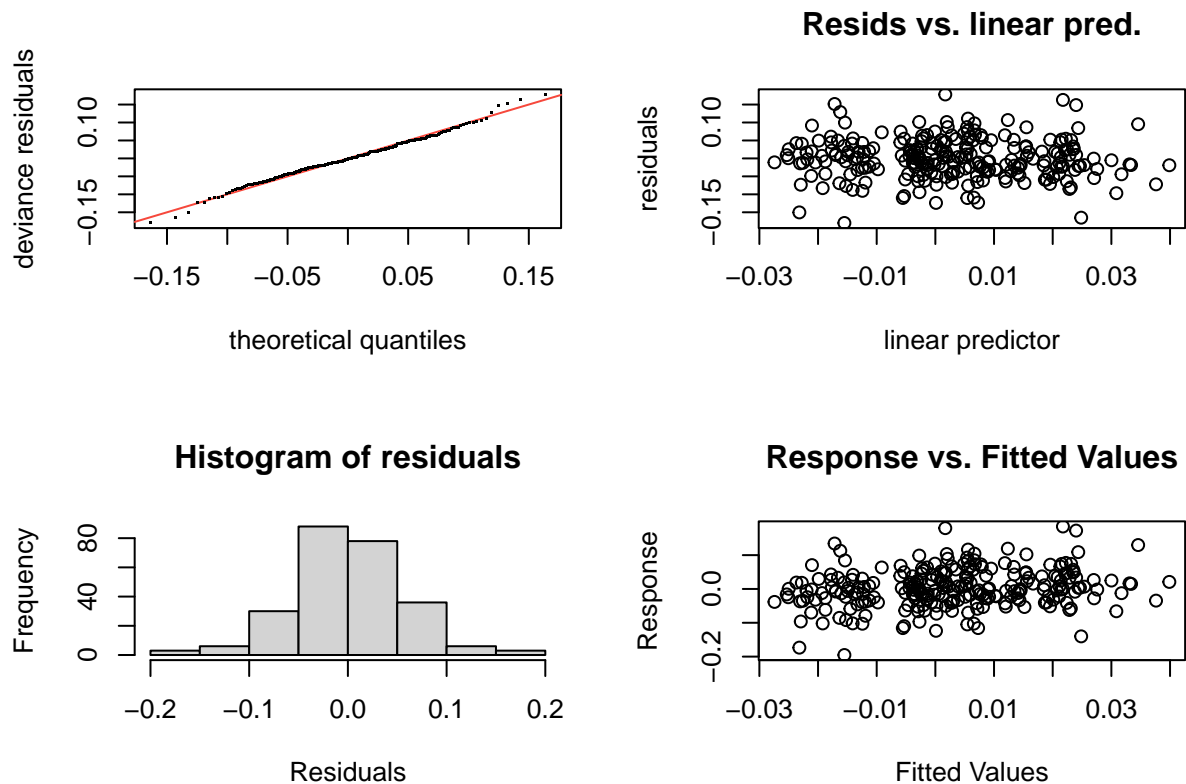 deviance residuals
−0.15
0.10
−0.15
−0.05
0.05
0.15
theoretical quantiles
Resids vs. linear pred.
residuals
−0.15
0.10
−0.03
−0.01
0.01
0.03
linear predictor
Histogram of residuals
Frequency
0
40
80
−0.2
−0.1
0.0
0.1
0.2
Residuals
Response vs. Fitted Values
Response
−0.2
0.0
−0.03
−0.01
0.01
0.03
Fitted Values